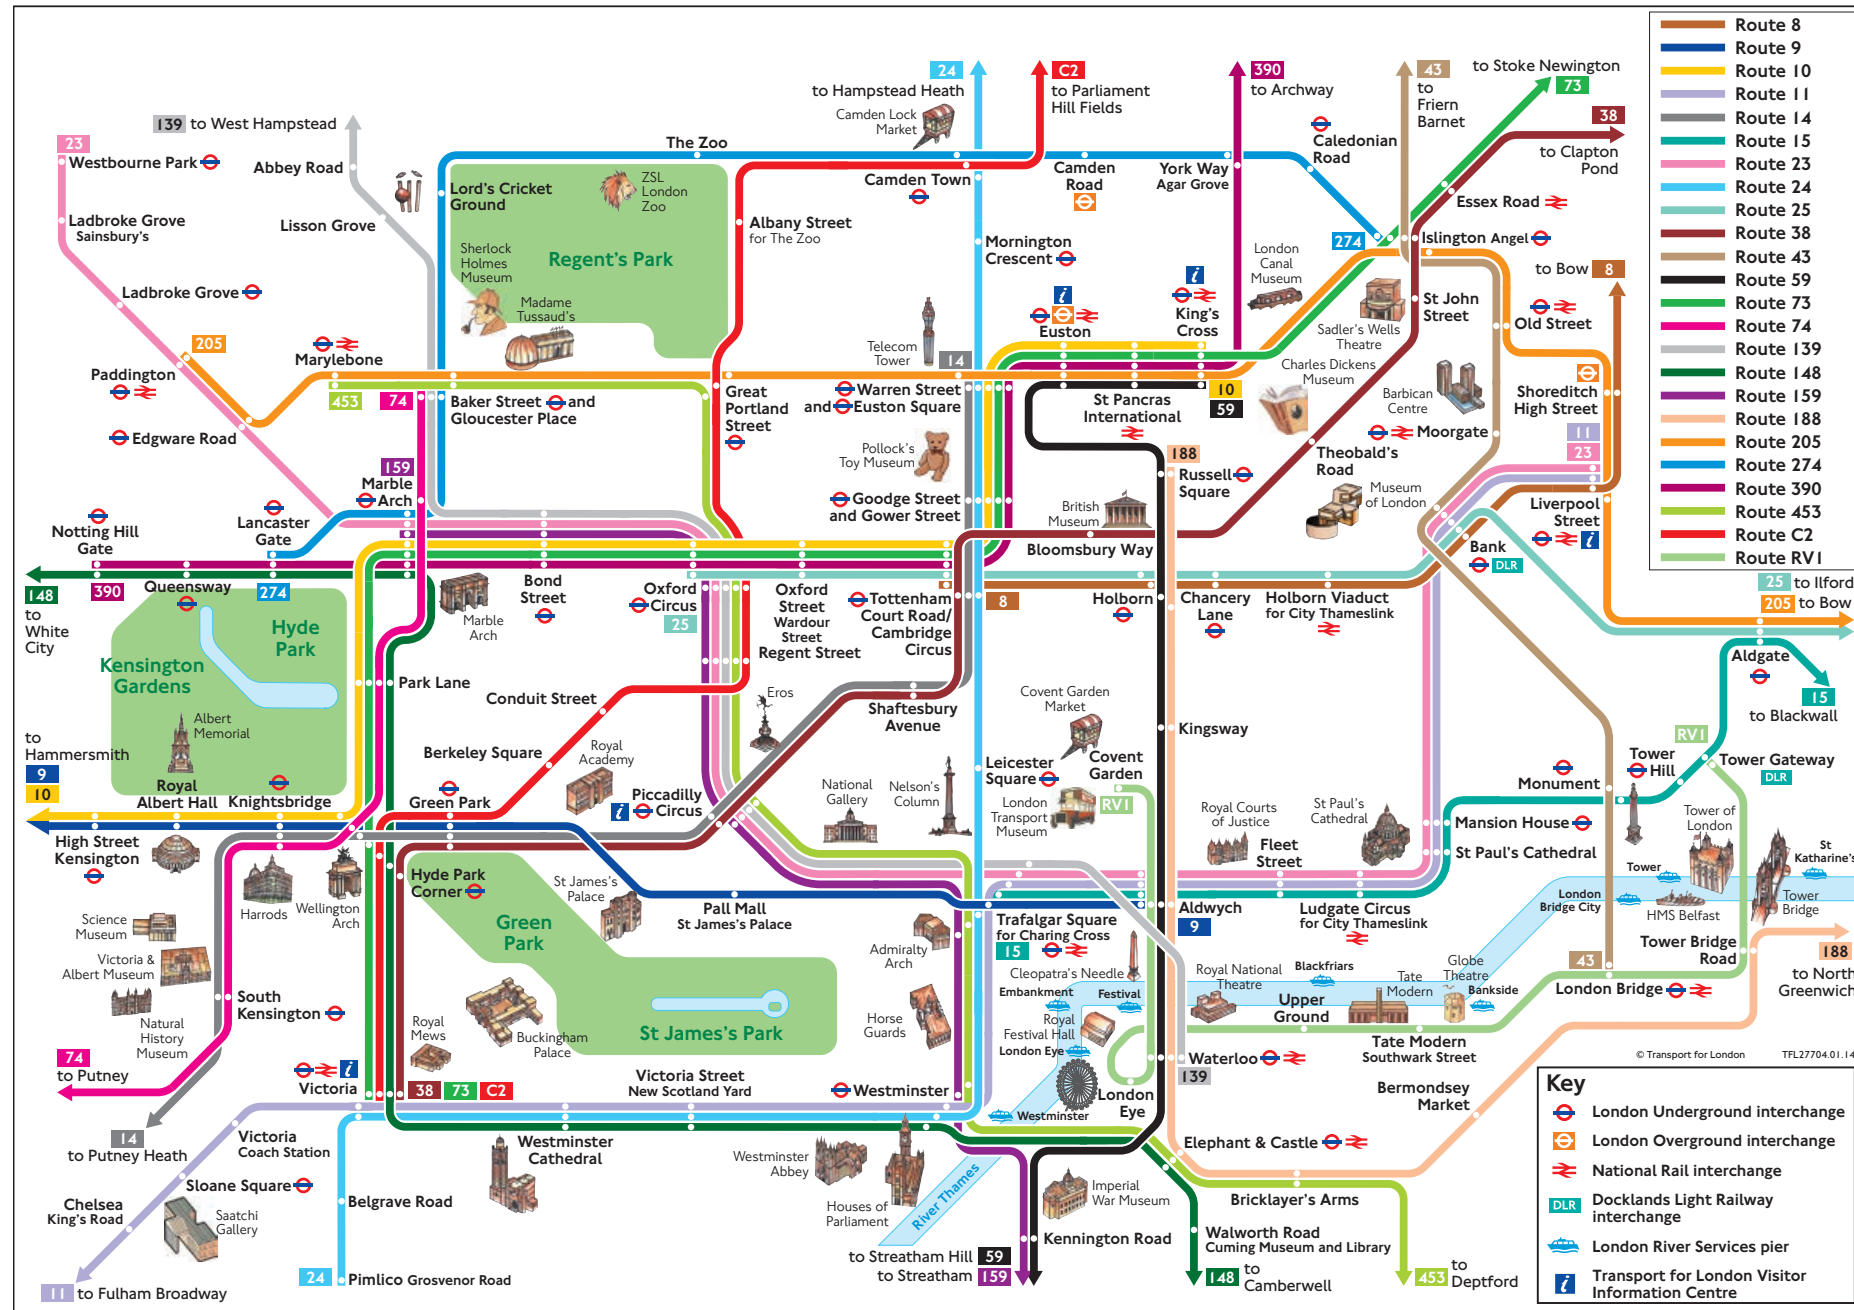 24
to Hampstead Heath
C2
to Parliament
Hill Fields
390
to Archway
43
to
Friern
Barnet
to Stoke Newington
73
38
to Clapton
Pond
Route 8
Route 9
Route 10
Route 11
Route 14
Route 15
Route 23
Route 24
Route 25
Route 38
Route 43
Route 59
Route 73
Route 74
Route 139
Route 148
Route 159
Route 188
Route 205
Route 274
Route 390
Route 453
Route C2
Route RV1
139 to West Hampstead
23
Westbourne Park
Abbey Road
Lisson Grove
Ladbroke Grove
Sainsbury's
Ladbroke Grove
205
Marylebone
Paddington
Edgware Road
453
74
159
Marble
Arch
Lord's Cricket
Ground
The Zoo
ZSL
London
Zoo
Regent's Park
Sherlock
Holmes
Museum
Madame
Tussaud's
Baker Street and
Gloucester Place
Camden Lock
Market
Camden Town
Albany Street
for The Zoo
Camden
Road
York Way
Agar Grove
Caledonian
Road
Mornington
Crescent
Telecom
Tower
14
Euston
King's
Cross
London
Canal
Museum
274
Islington Angel
Essex Road
Sadler's Wells
Theatre
St John
Street
to Bow
8
Old Street
Shoreditch
High Street
11
23
Great
Portland
Street
Warren Street
and Euston Square
Pollock's
Toy Museum
Goodge Street
and Gower Street
St Pancras
International
10
59
Charles Dickens
Museum
Theobald's
Road
Barbican
Centre
Moorgate
Museum
of London
188
Russell
Square
British
Museum
Bloomsbury Way
Liverpool
Street
Bank
DLR
Notting Hill
Gate
Lancaster
Gate
148
to
White
City
390
Queensway
274
Hyde
Park
Kensington
Gardens
Albert
Memorial
Royal
Albert Hall
Knightsbridge
Marble
Arch
Bond
Street
Oxford
Circus
25
Oxford
Street
Wardour
Street
Regent Street
Tottenham
Court Road/
Cambridge
Circus
8
Holborn
Chancery
Lane
Holborn Viaduct
for City Thameslink
25 to Ilford
205 to Bow
Aldgate
15
to Blackwall
RV1
Tower Gateway
DLR
Tower
Hill
Monument
Park Lane
Conduit Street
Berkeley Square
Green Park
Royal
Academy
Eros
Piccadilly
Circus
Shaftesbury
Avenue
National
Gallery
Nelson's
Column
Leicester
Square
Covent Garden
Market
Covent
Garden
RV1
London
Transport
Museum
Kingsway
Royal Courts
of Justice
Fleet
Street
St Paul's
Cathedral
Mansion House
St Paul's Cathedral
to
Hammersmith
9
10
High Street
Kensington
Harrods
Wellington
Arch
Hyde Park
Corner
Green
Park
St James's
Palace
Pall Mall
St James's Palace
Admiralty
Arch
Trafalgar Square
for Charing Cross
15
Aldwych
9
Ludgate Circus
for City Thameslink
London
Bridge City
Tower
HMS Belfast
Tower of
London
St
Katharine's
Tower
Bridge
Science
Museum
Victoria &
Albert Museum
Natural
History
Museum
South
Kensington
74
to Putney
14
to Putney Heath
Victoria
38 73 C2
Royal
Mews
Buckingham
Palace
St James's Park
Horse
Guards
Cleopatra's Needle
Embankment
Festival
Royal
Festival Hall
London Eye
London
Eye
Waterloo
139
Royal National
Theatre
Blackfriars
Upper
Ground
Tate
Modern
Globe
Theatre
Bankside
Tate Modern
Southwark Street
43
London Bridge
Tower Bridge
Road
188
to North
Greenwich
Bermondsey
Market
© Transport for London
TFL27704.01.14
Victoria Street
New Scotland Yard
Westminster
Westminster
Victoria
Coach Station
Westminster
Cathedral
Westminster
Abbey
Houses of
Parliament
River Thames
Imperial
War Museum
Elephant & Castle
Bricklayer's Arms
Sloane Square
Chelsea
King's Road
Saatchi
Gallery
Belgrave Road
24
Pimlico Grosvenor Road
11 to Fulham Broadway
to Streatham Hill 59
to Streatham 159
Kennington Road
Walworth Road
Cuming Museum and Library
148
to
Camberwell
453
to
Deptford
Key
London Underground interchange
London Overground interchange
National Rail interchange
DLR
Docklands Light Railway
interchange
London River Services pier
i
Transport for London Visitor
Information Centre